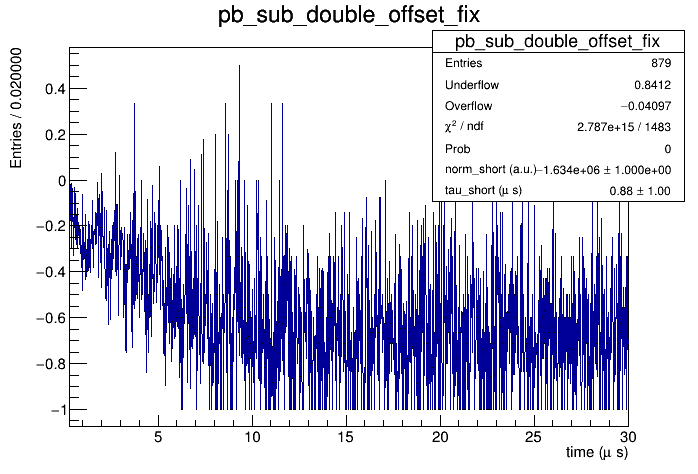 pb_sub_double_offset_fix
pb_sub_double_offset_fix
Entries 879
Underflow 0.8412
Overflow −0.04097
χ² / ndf 2.787e+15 / 1483
Prob 0
norm_short (a.u.) −1.634e+06 ± 1.000e+00
tau_short (μ s) 0.88 ± 1.00
Entries / 0.020000
0.4
0.2
0
−0.2
−0.4
−0.6
−0.8
−1
5 10 15 20 25 30
time (μ s)